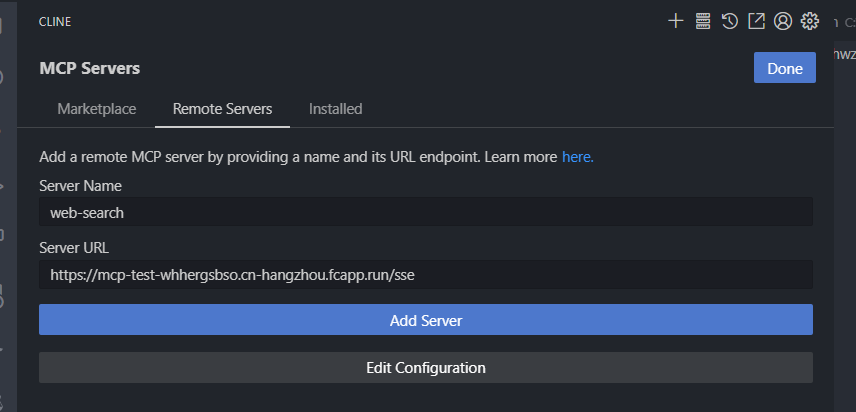 CLINE
MCP Servers
Done
Marketplace Remote Servers Installed
Add a remote MCP server by providing a name and its URL endpoint. Learn more here.
Server Name
web-search
Server URL
https://mcp-test-whhergsbso.cn-hangzhou.fcapp.run/sse
Add Server
Edit Configuration